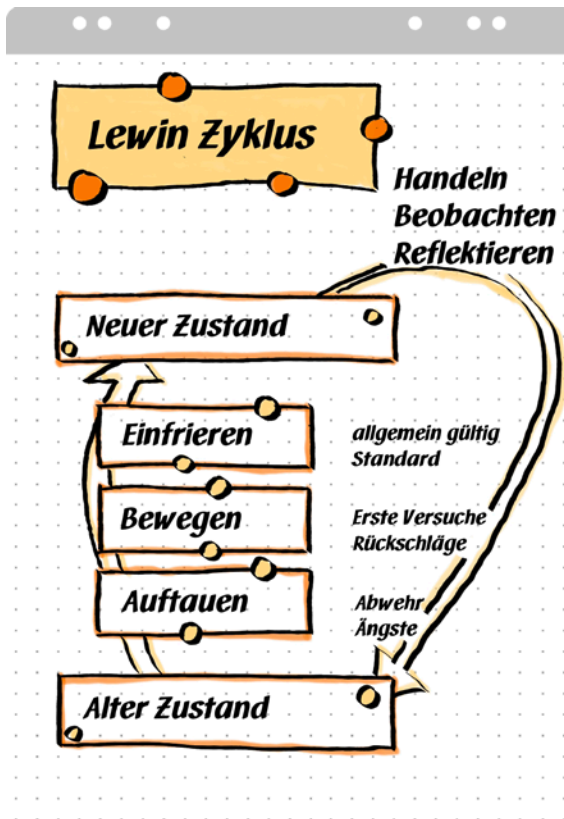 Lewin Zyklus
Handeln
Beobachten
Reflektieren
Neuer Zustand
Einfrieren
allgemein gültig
Standard
Bewegen
Erste Versuche
Rückschläge
Auftauen
Abwehr
Ängste
Alter Zustand